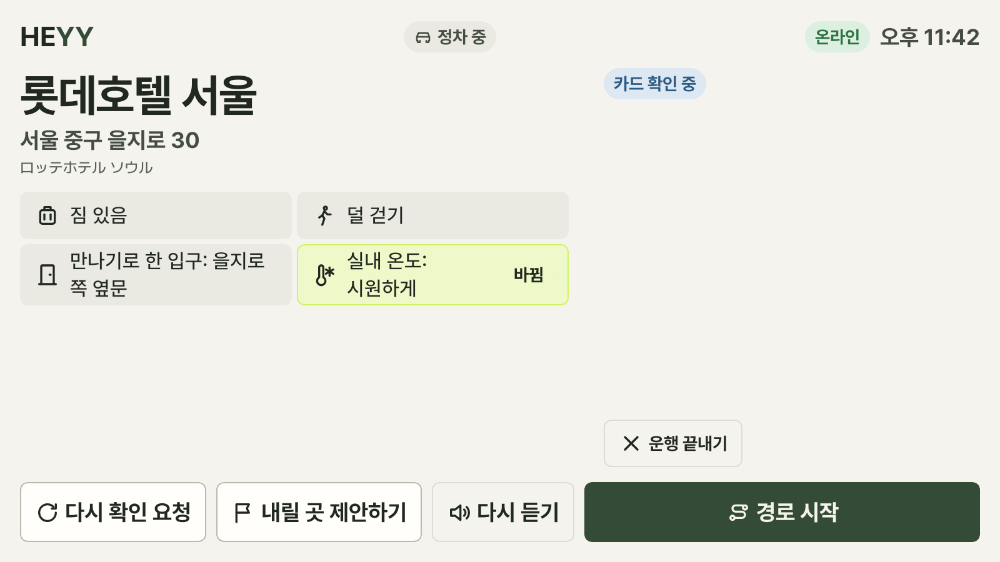 HEYY
정차 중
온라인
오후 11:42
롯데호텔 서울
카드 확인 중
서울 중구 을지로 30
ロッテホテル ソウル
짐 있음
덜 걷기
만나기로 한 입구: 을지로
쪽 옆문
실내 온도:
시원하게
바뀜
운행 끝내기
다시 확인 요청
내릴 곳 제안하기
다시 듣기
경로 시작